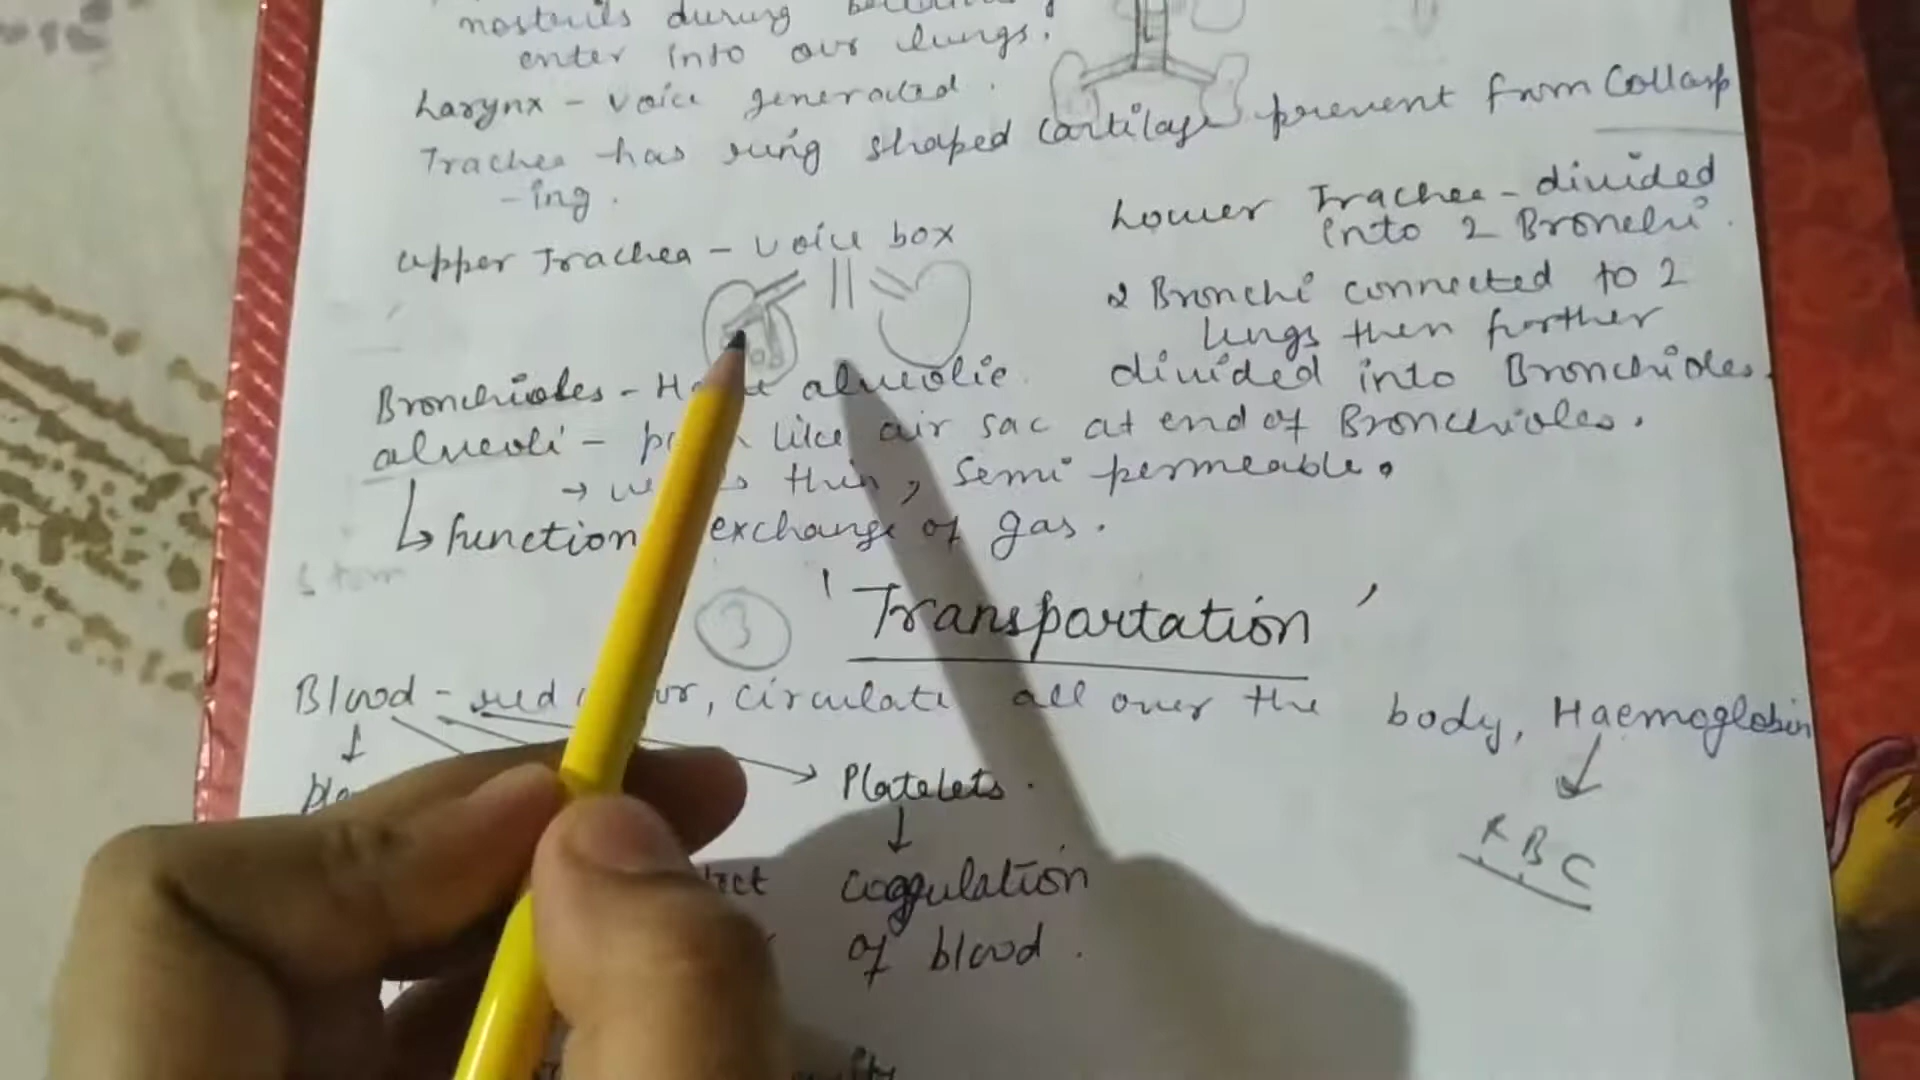 nostrils during
enter into our lungs.
Larynx - voice generated.
Trachea has ring shaped Cartilage prevent from Collasp
-ing.
Upper Trachea - voice box
Lower Trachea - divided
into 2 Bronchi.
2 Bronchi connected to 2
lungs then further
divided into Bronchioles.
Bronchioles - alveolie.
alveoli - like air sac at end of Bronchioles.
→ thin, semi permeable.
↳ function exchange of gas.
3
'Transportation'
Blood - red circulate all over the body, Haemoglobin
↓
Platelets.
↓
RBC
coagulation
of blood.